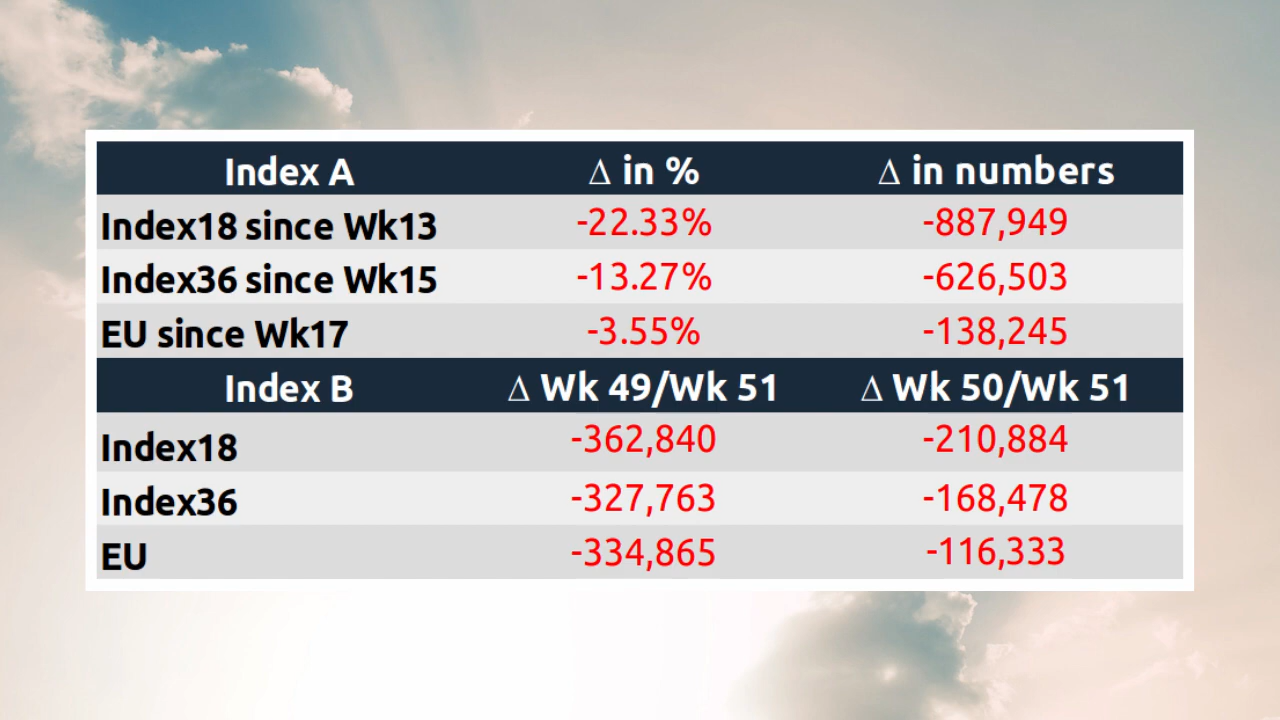 Index A Δ in % Δ in numbers
Index18 since Wk13 -22.33% -887,949
Index36 since Wk15 -13.27% -626,503
EU since Wk17 -3.55% -138,245
Index B Δ Wk 49/Wk 51 Δ Wk 50/Wk 51
Index18 -362,840 -210,884
Index36 -327,763 -168,478
EU -334,865 -116,333